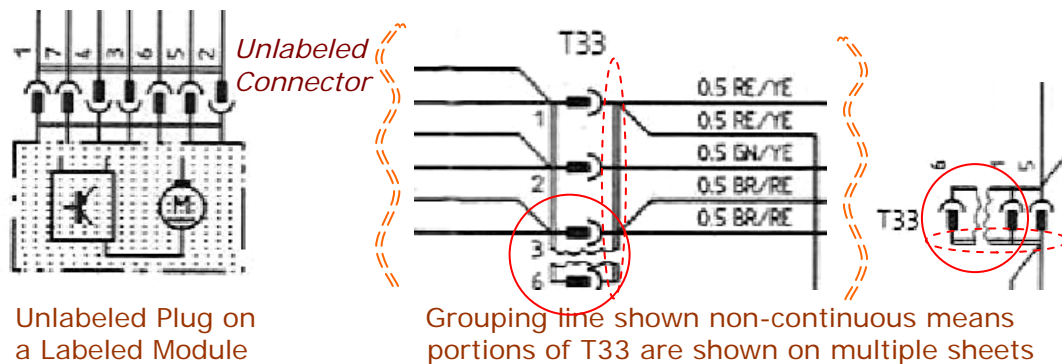 1 7 4 3 6 5 2
Unlabeled
Connector
M
Unlabeled Plug on
a Labeled Module
T33
0.5 RE/YE
1
0.5 RE/YE
0.5 GN/YE
2
0.5 BR/RE
0.5 BR/RE
3
6
6 1 5
T33
Grouping line shown non-continuous means
portions of T33 are shown on multiple sheets